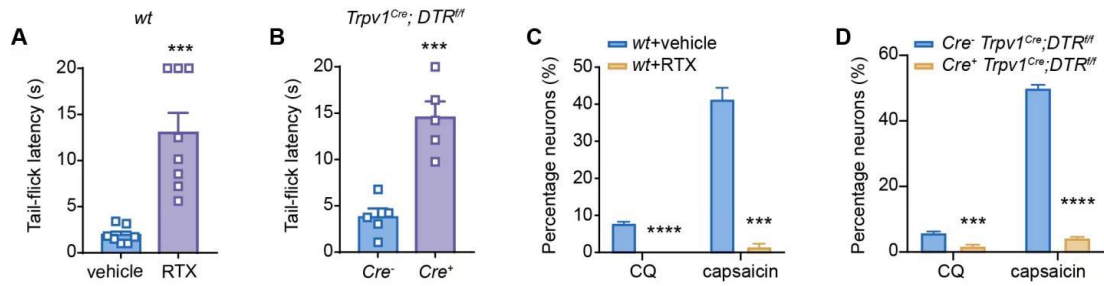 A
wt
Tail-flick latency (s)
20
15
10
5
0
***
vehicle RTX
B
Trpv1Cre; DTRf/f
Tail-flick latency (s)
20
15
10
5
0
***
Cre- Cre+
C
wt+vehicle
wt+RTX
Percentage neurons (%)
50
40
30
20
10
0
****
***
CQ capsaicin
D
Cre- Trpv1Cre;DTRf/f
Cre+ Trpv1Cre;DTRf/f
Percentage neurons (%)
60
40
20
0
***
****
CQ capsaicin